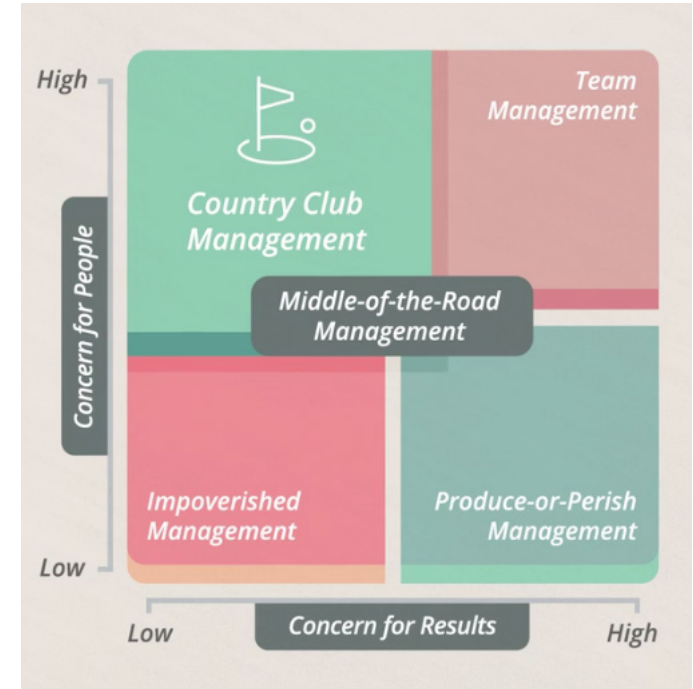 High
Team
Management
Country Club
Management
Concern for People
Middle-of-the-Road
Management
Impoverished
Management
Produce-or-Perish
Management
Low
Low
Concern for Results
High